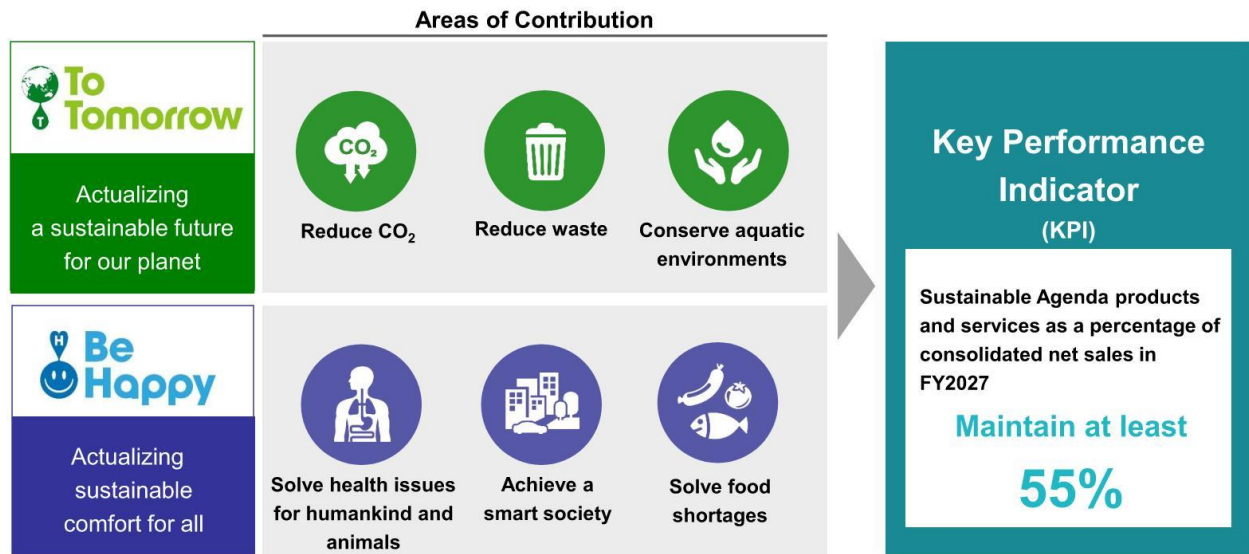 Areas of Contribution
To
Tomorrow
T
Actualizing
a sustainable future
for our planet
CO₂
Reduce CO₂
Reduce waste
Conserve aquatic
environments
H
Be
Happy
Actualizing
sustainable
comfort for all
Solve health issues
for humankind and
animals
Achieve a
smart society
Solve food
shortages
Key Performance
Indicator
(KPI)
Sustainable Agenda products
and services as a percentage of
consolidated net sales in
FY2027
Maintain at least
55%